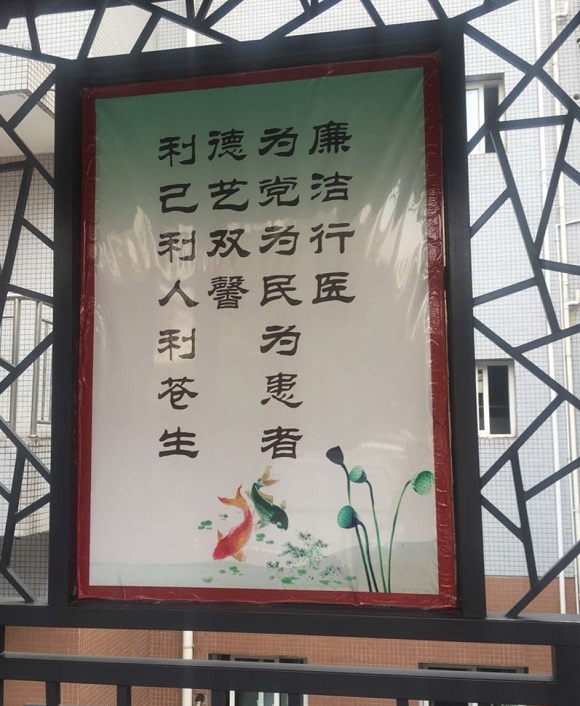 廉洁行医
为党为民为患者
德艺双馨
利己利人利苍生